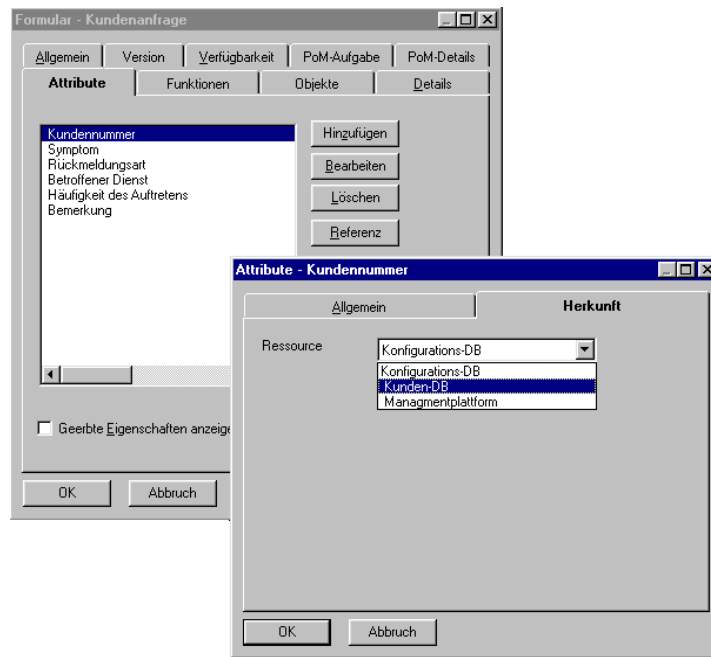 Formular - Kundenanfrage
Allgemein Version Verfügbarkeit PoM-Aufgabe PoM-Details
Attribute Funktionen Objekte Details
Kundennummer
Symptom
Rückmeldungsart
Betroffener Dienst
Häufigkeit des Auftretens
Bemerkung
Hinzufügen
Bearbeiten
Löschen
Referenz
Geerbte Eigenschaften anzeige
OK Abbruch
Attribute - Kundennummer
Allgemein Herkunft
Ressource Konfigurations-DB
Konfigurations-DB
Kunden-DB
Managmentplattform
OK Abbruch